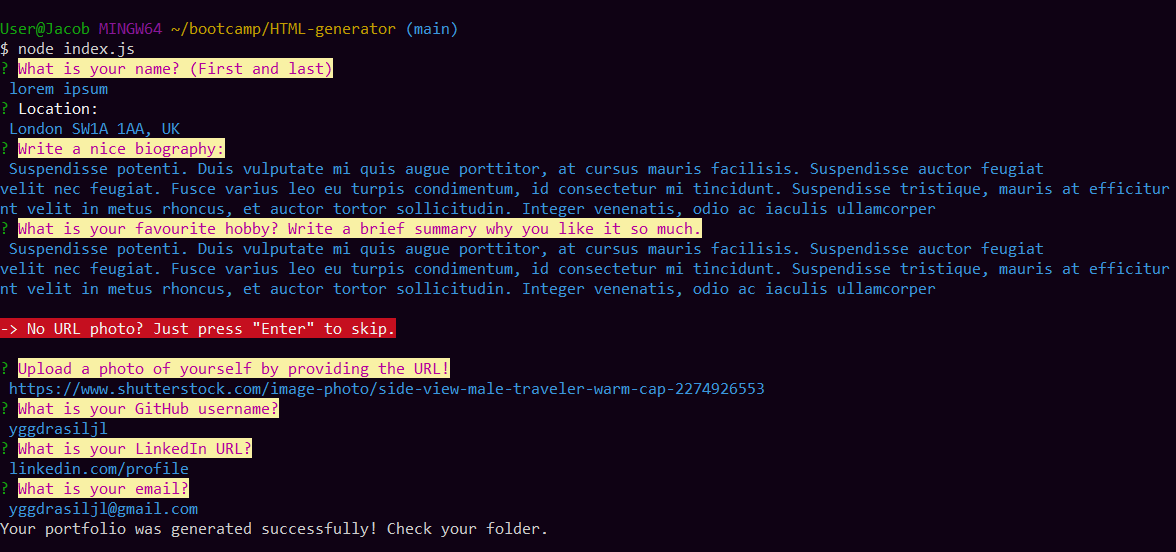 User@Jacob MINGW64 ~/bootcamp/HTML-generator (main)
$ node index.js
? What is your name? (First and last)
lorem ipsum
? Location:
London SW1A 1AA, UK
? Write a nice biography:
Suspendisse potenti. Duis vulputate mi quis augue porttitor, at cursus mauris facilisis. Suspendisse auctor feugiat
velit nec feugiat. Fusce varius leo eu turpis condimentum, id consectetur mi tincidunt. Suspendisse tristique, mauris at efficitur
nt velit in metus rhoncus, et auctor tortor sollicitudin. Integer venenatis, odio ac iaculis ullamcorper
? What is your favourite hobby? Write a brief summary why you like it so much.
Suspendisse potenti. Duis vulputate mi quis augue porttitor, at cursus mauris facilisis. Suspendisse auctor feugiat
velit nec feugiat. Fusce varius leo eu turpis condimentum, id consectetur mi tincidunt. Suspendisse tristique, mauris at efficitur
nt velit in metus rhoncus, et auctor tortor sollicitudin. Integer venenatis, odio ac iaculis ullamcorper
-> No URL photo? Just press "Enter" to skip.
? Upload a photo of yourself by providing the URL!
https://www.shutterstock.com/image-photo/side-view-male-traveler-warm-cap-2274926553
? What is your GitHub username?
yggdrasiljl
? What is your LinkedIn URL?
linkedin.com/profile
? What is your email?
yggdrasiljl@gmail.com
Your portfolio was generated successfully! Check your folder.